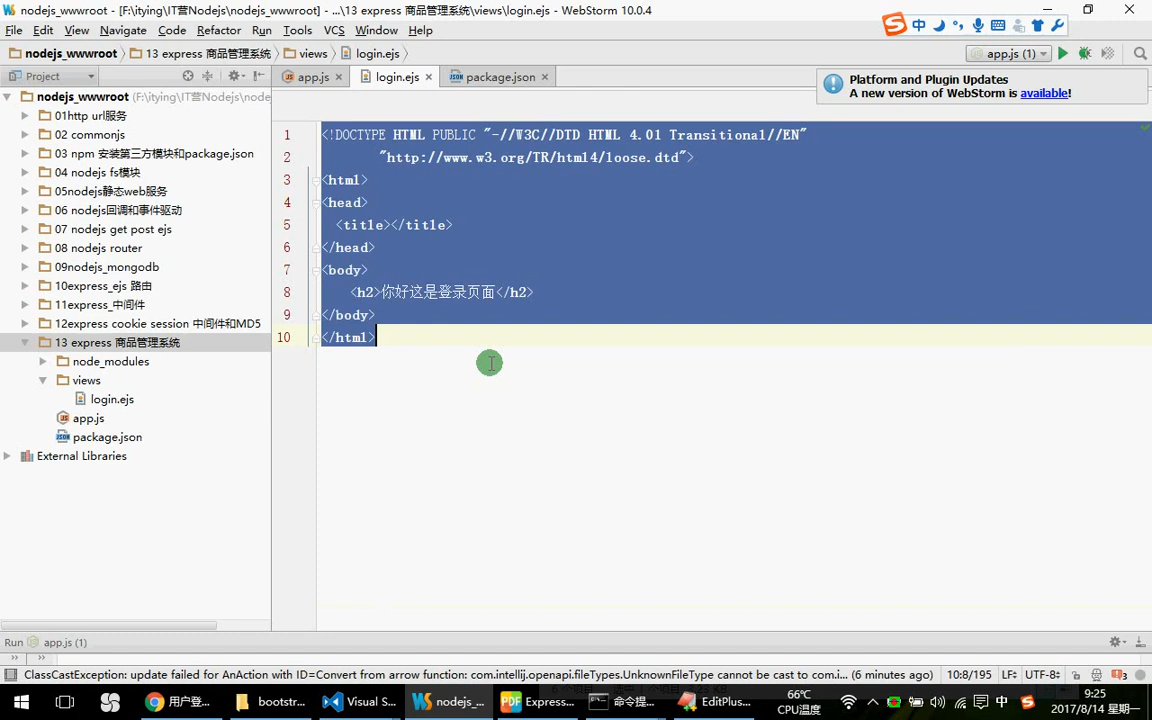 nodejs_wwwroot - [F:\itying\IT营Nodejs\nodejs_wwwroot] - ...\13 express 商品管理系统\views\login.ejs - WebStorm 10.0.4
File Edit View Navigate Code Refactor Run Tools VCS Window Help
中
nodejs_wwwroot 13 express 商品管理系统 views login.ejs
app.js (1)
Project
app.js
login.ejs
package.json
Platform and Plugin Updates
A new version of WebStorm is available!
nodejs_wwwroot (F:\itying\IT营Nodejs\node
01http url服务
02 commonjs
03 npm 安装第三方模块和package.json
04 nodejs fs模块
05nodejs静态web服务
06 nodejs回调和事件驱动
07 nodejs get post ejs
08 nodejs router
09nodejs_mongodb
10express_ejs 路由
11express_中间件
12express cookie session 中间件和MD5
13 express 商品管理系统
node_modules
views
login.ejs
app.js
package.json
External Libraries
1 <!DOCTYPE HTML PUBLIC "-//W3C//DTD HTML 4.01 Transitional//EN"
2 "http://www.w3.org/TR/html4/loose.dtd">
3 <html>
4 <head>
5 <title></title>
6 </head>
7 <body>
8 <h2>你好这是登录页面</h2>
9 </body>
10 </html>
Run app.js (1)
ClassCastException: update failed for AnAction with ID=Convert from arrow function: com.intellij.openapi.fileTypes.UnknownFileType cannot be cast to com.i... (6 minutes ago)
10:8/195 LF UTF-8
用户登... bootstr... Visual S... nodejs_... Express... 命令提... EditPlus...
66℃
CPU温度
中
9:25
2017/8/14 星期一